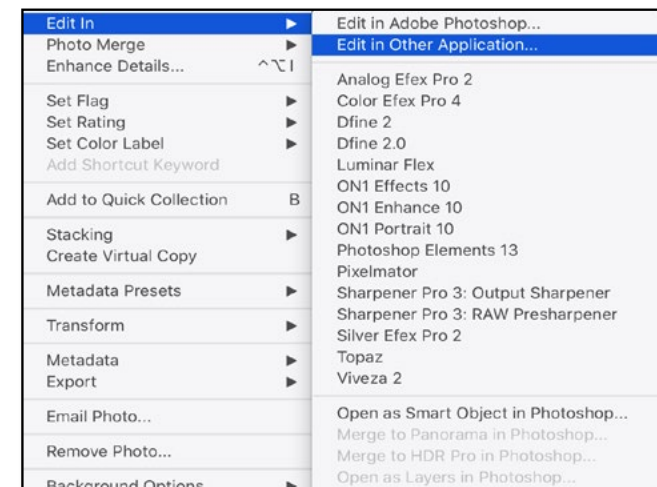 Edit In
Photo Merge
Enhance Details... ⌃⌥I
Set Flag
Set Rating
Set Color Label
Add Shortcut Keyword
Add to Quick Collection B
Stacking
Create Virtual Copy
Metadata Presets
Transform
Metadata
Export
Email Photo...
Remove Photo...
Background Options
Edit in Adobe Photoshop...
Edit in Other Application...
Analog Efex Pro 2
Color Efex Pro 4
Dfine 2
Dfine 2.0
Luminar Flex
ON1 Effects 10
ON1 Enhance 10
ON1 Portrait 10
Photoshop Elements 13
Pixelmator
Sharpener Pro 3: Output Sharpener
Sharpener Pro 3: RAW Presharpener
Silver Efex Pro 2
Topaz
Viveza 2
Open as Smart Object in Photoshop...
Merge to Panorama in Photoshop...
Merge to HDR Pro in Photoshop...
Open as Layers in Photoshop...